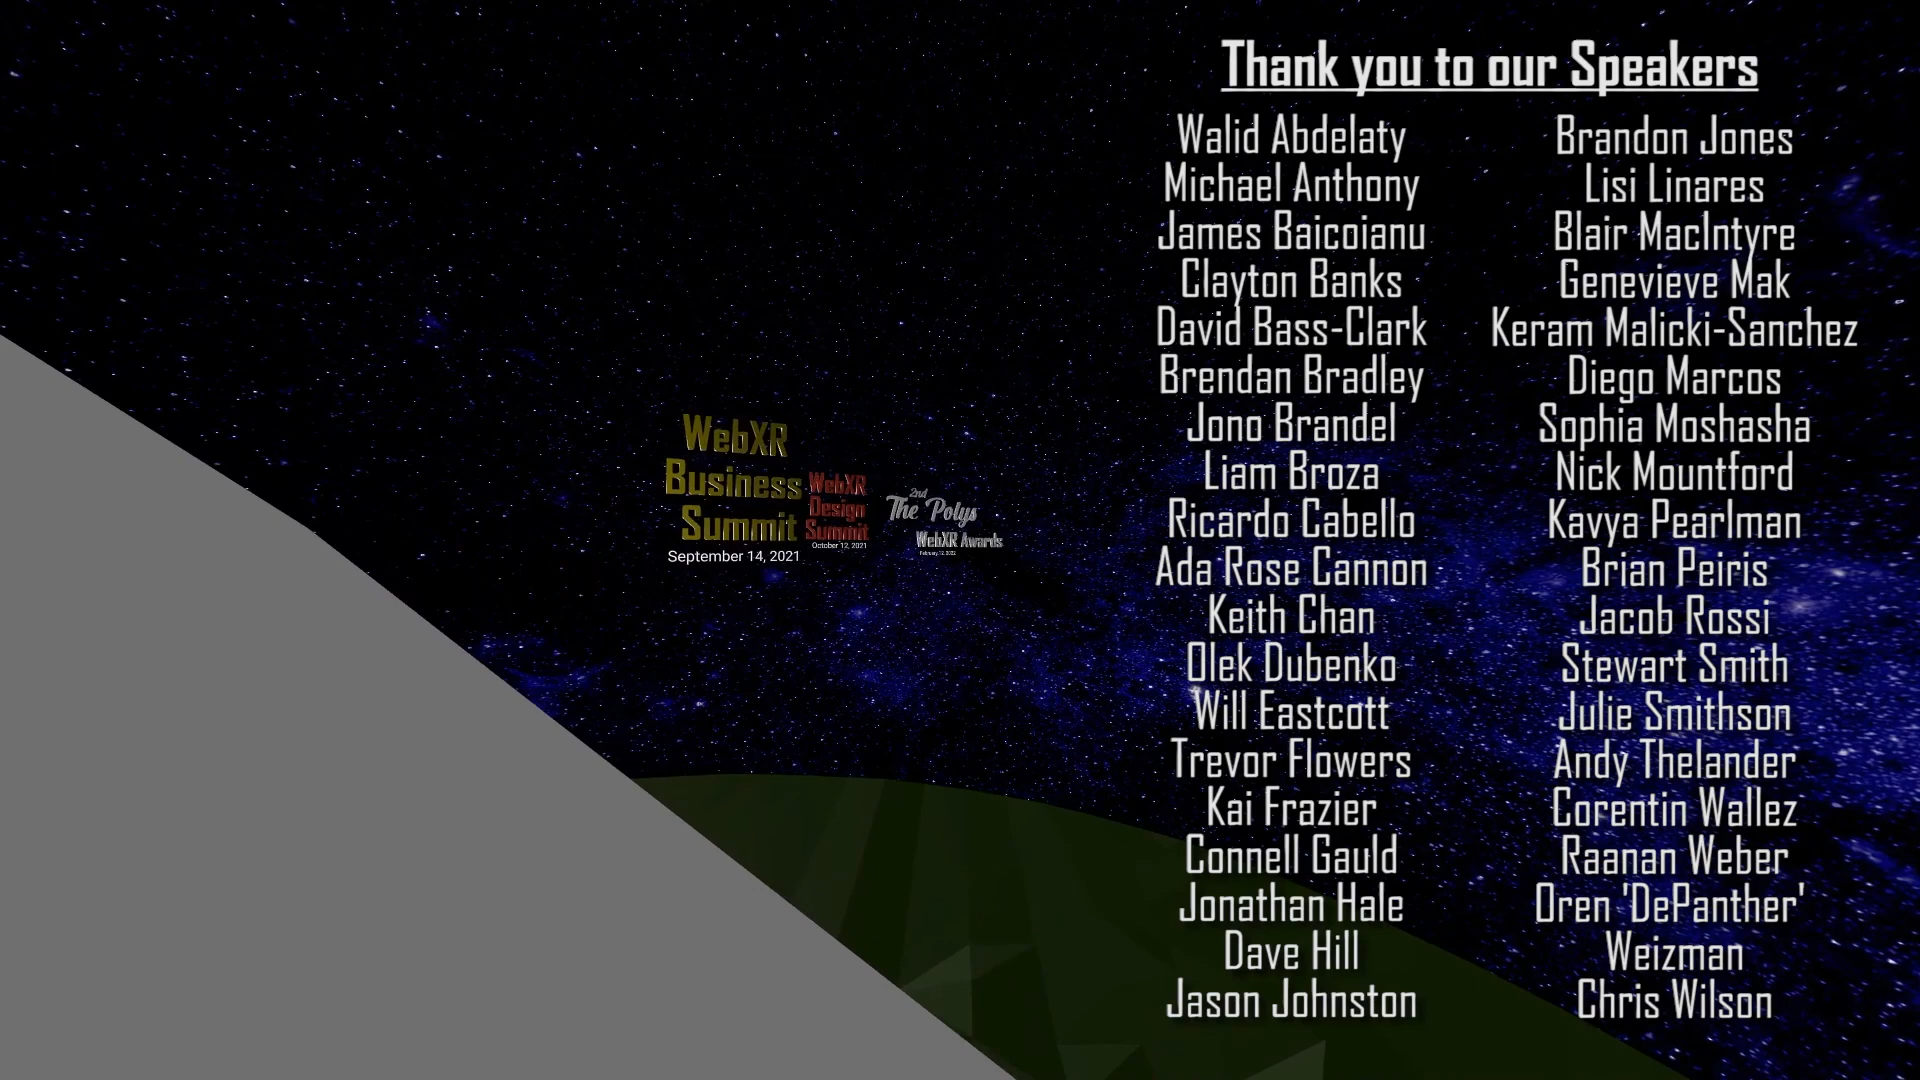 Thank you to our Speakers
Walid Abdelaty
Michael Anthony
James Baicoianu
Clayton Banks
David Bass-Clark
Brendan Bradley
Jono Brandel
Liam Broza
Ricardo Cabello
Ada Rose Cannon
Keith Chan
Olek Dubenko
Will Eastcott
Trevor Flowers
Kai Frazier
Connell Gauld
Jonathan Hale
Dave Hill
Jason Johnston
Brandon Jones
Lisi Linares
Blair MacIntyre
Genevieve Mak
Keram Malicki-Sanchez
Diego Marcos
Sophia Moshasha
Nick Mountford
Kavya Pearlman
Brian Peiris
Jacob Rossi
Stewart Smith
Julie Smithson
Andy Thelander
Corentin Wallez
Raanan Weber
Oren 'DePanther'
Weizman
Chris Wilson
WebXR
Business
Summit
September 14, 2021
WebXR
Design
Summit
October 12, 2021
2nd
The Polys
WebXR Awards
February 12, 2022